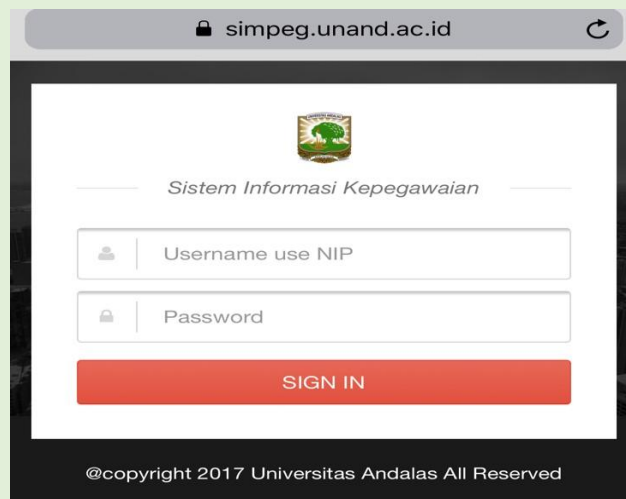 simpeg.unand.ac.id
Sistem Informasi Kepegawaian
Username use NIP
Password
SIGN IN
@copyright 2017 Universitas Andalas All Reserved